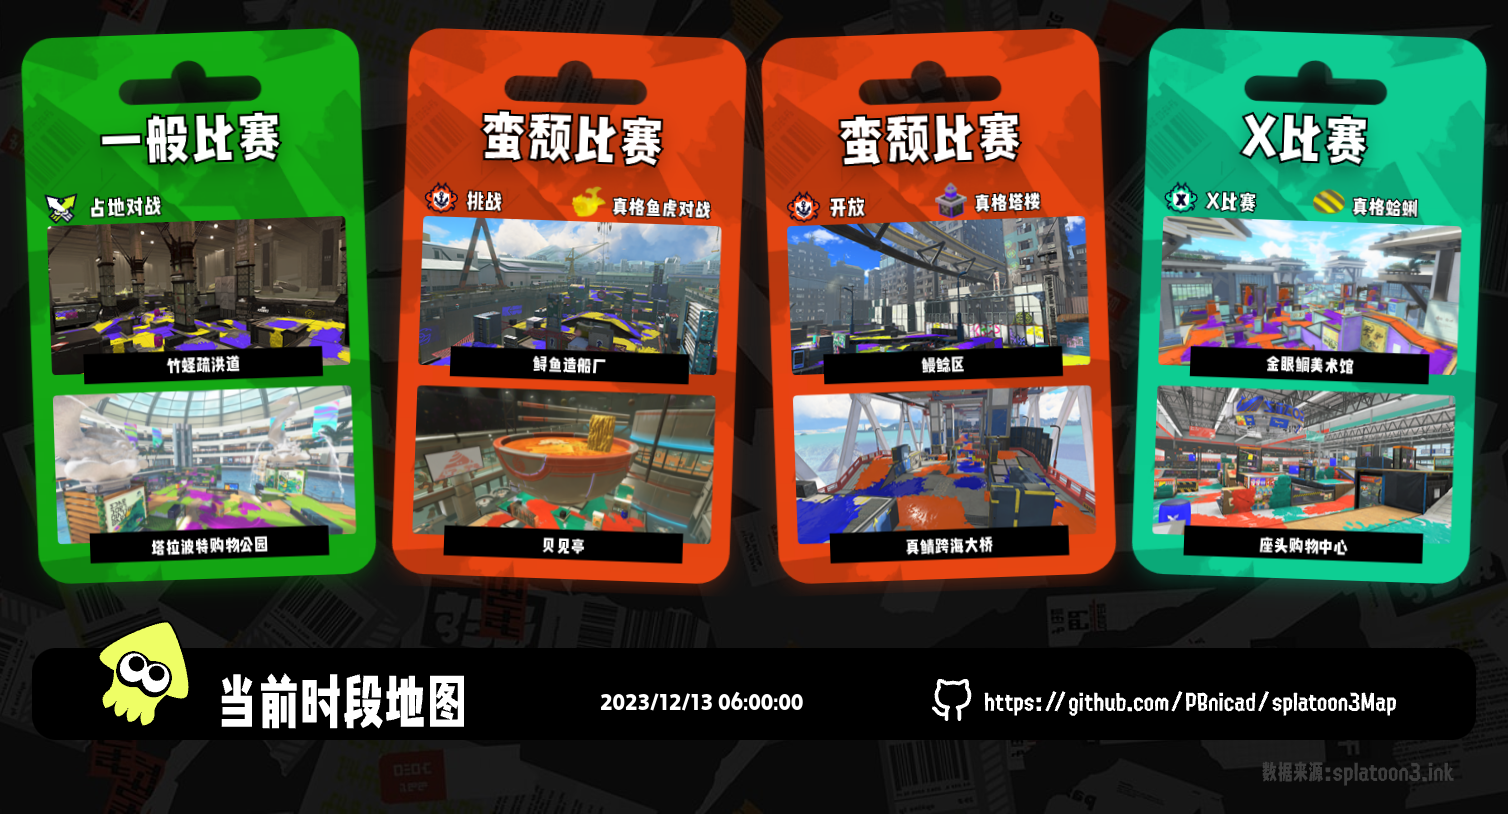 一般比赛
占地对战
竹蛏疏洪道
塔拉波特购物公园
蛮颓比赛
挑战
真格鱼虎对战
鲟鱼造船厂
贝见亭
蛮颓比赛
开放
真格塔楼
鳗鲶区
真鲭跨海大桥
X比赛
X比赛
真格蛤蜊
金眼鲷美术馆
座头购物中心
当前时段地图
2023/12/13 06:00:00
https://github.com/PBnicad/splatoon3Map
数据来源:splatoon3.ink